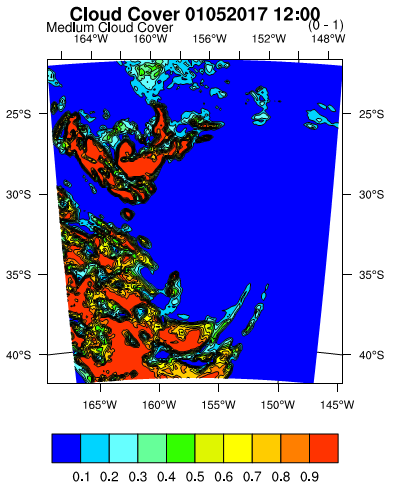 Cloud Cover 01052017 12:00
Medium Cloud Cover (0 - 1)
164°W 160°W 156°W 152°W 148°W
25°S 25°S
30°S 30°S
35°S 35°S
40°S 40°S
165°W 160°W 155°W 150°W 145°W
0.1 0.2 0.3 0.4 0.5 0.6 0.7 0.8 0.9